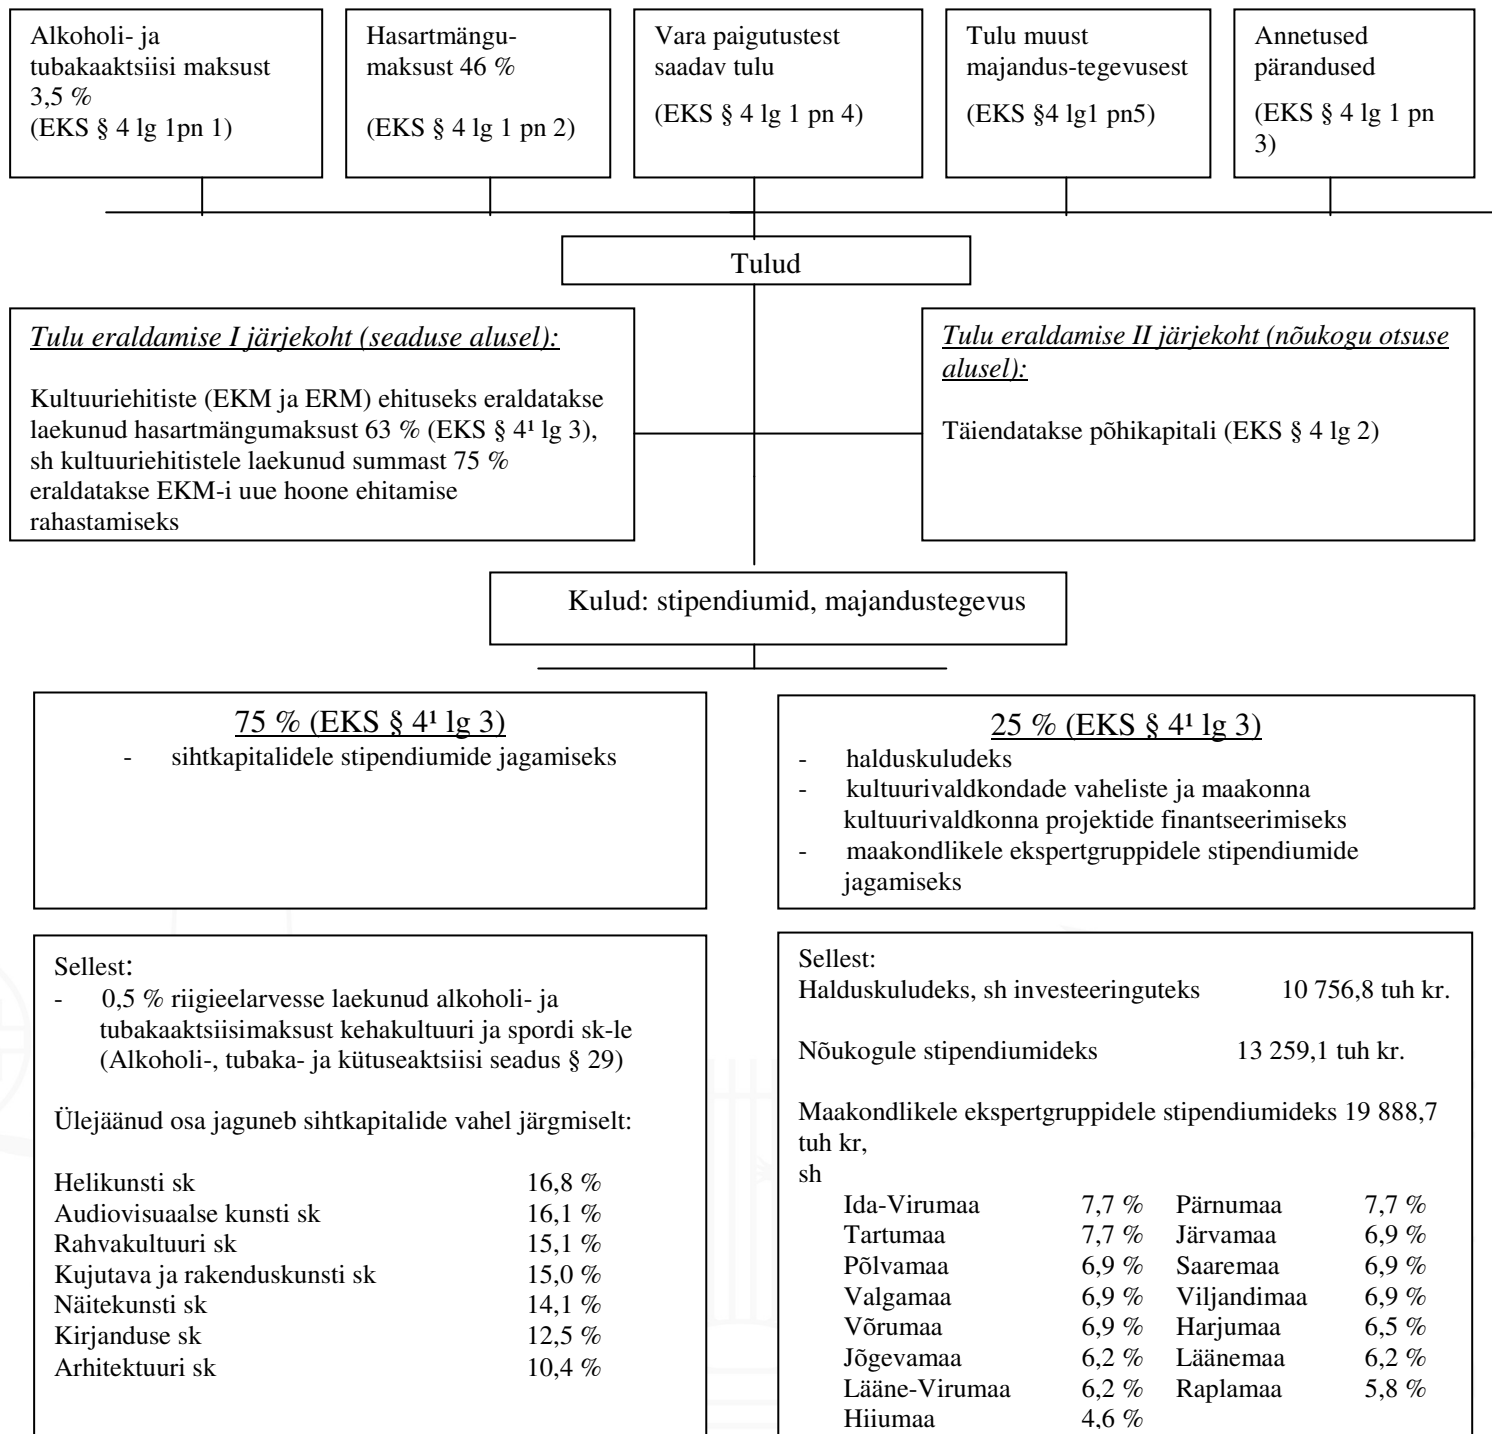 Alkoholi- ja
tubakaaktsiisi maksust
3,5 %
(EKS § 4 lg 1pn 1)
Hasartmängu-
maksust 46 %
(EKS § 4 lg 1 pn 2)
Vara paigutustest
saadav tulu
(EKS § 4 lg 1 pn 4)
Tulu muust
majandus-tegevusest
(EKS §4 lg1 pn5)
Annetused
pärandused
(EKS § 4 lg 1 pn
3)
Tulud
Tulu eraldamise I järjekoht (seaduse alusel):
Kultuuriehitiste (EKM ja ERM) ehituseks eraldatakse
laekunud hasartmängumaksust 63 % (EKS § 4¹ lg 3),
sh kultuuriehitistele laekunud summast 75 %
eraldatakse EKM-i uue hoone ehitamise
rahastamiseks
Tulu eraldamise II järjekoht (nõukogu otsuse
alusel):
Täiendatakse põhikapitali (EKS § 4 lg 2)
Kulud: stipendiumid, majandustegevus
75 % (EKS § 4¹ lg 3)
- sihtkapitalidele stipendiumide jagamiseks
25 % (EKS § 4¹ lg 3)
- halduskuludeks
- kultuurivaldkondade vaheliste ja maakonna
kultuurivaldkonna projektide finantseerimiseks
- maakondlikele ekspertgruppidele stipendiumide
jagamiseks
Sellest:
- 0,5 % riigieelarvesse laekunud alkoholi- ja
tubakaaktsiisimaksust kehakultuuri ja spordi sk-le
(Alkoholi-, tubaka- ja kütuseaktsiisi seadus § 29)
Ülejäänud osa jaguneb sihtkapitalide vahel järgmiselt:
Helikunsti sk 16,8 %
Audiovisuaalse kunsti sk 16,1 %
Rahvakultuuri sk 15,1 %
Kujutava ja rakenduskunsti sk 15,0 %
Näitekunsti sk 14,1 %
Kirjanduse sk 12,5 %
Arhitektuuri sk 10,4 %
Sellest:
Halduskuludeks, sh investeeringuteks 10 756,8 tuh kr.
Nõukogule stipendiumideks 13 259,1 tuh kr.
Maakondlikele ekspertgruppidele stipendiumideks 19 888,7
tuh kr,
sh
Ida-Virumaa 7,7 % Pärnumaa 7,7 %
Tartumaa 7,7 % Järvamaa 6,9 %
Põlvamaa 6,9 % Saaremaa 6,9 %
Valgamaa 6,9 % Viljandimaa 6,9 %
Võrumaa 6,9 % Harjumaa 6,5 %
Jõgevamaa 6,2 % Läänemaa 6,2 %
Lääne-Virumaa 6,2 % Raplamaa 5,8 %
Hiiumaa 4,6 %